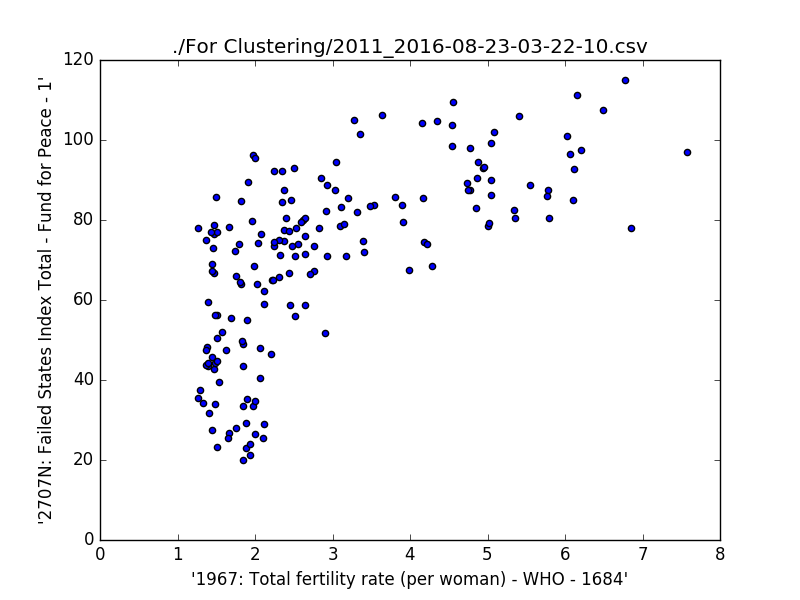 ./For Clustering/2011_2016-08-23-03-22-10.csv
120
100
80
60
40
20
0
'2707N: Failed States Index Total - Fund for Peace - 1'
0 1 2 3 4 5 6 7 8
'1967: Total fertility rate (per woman) - WHO - 1684'